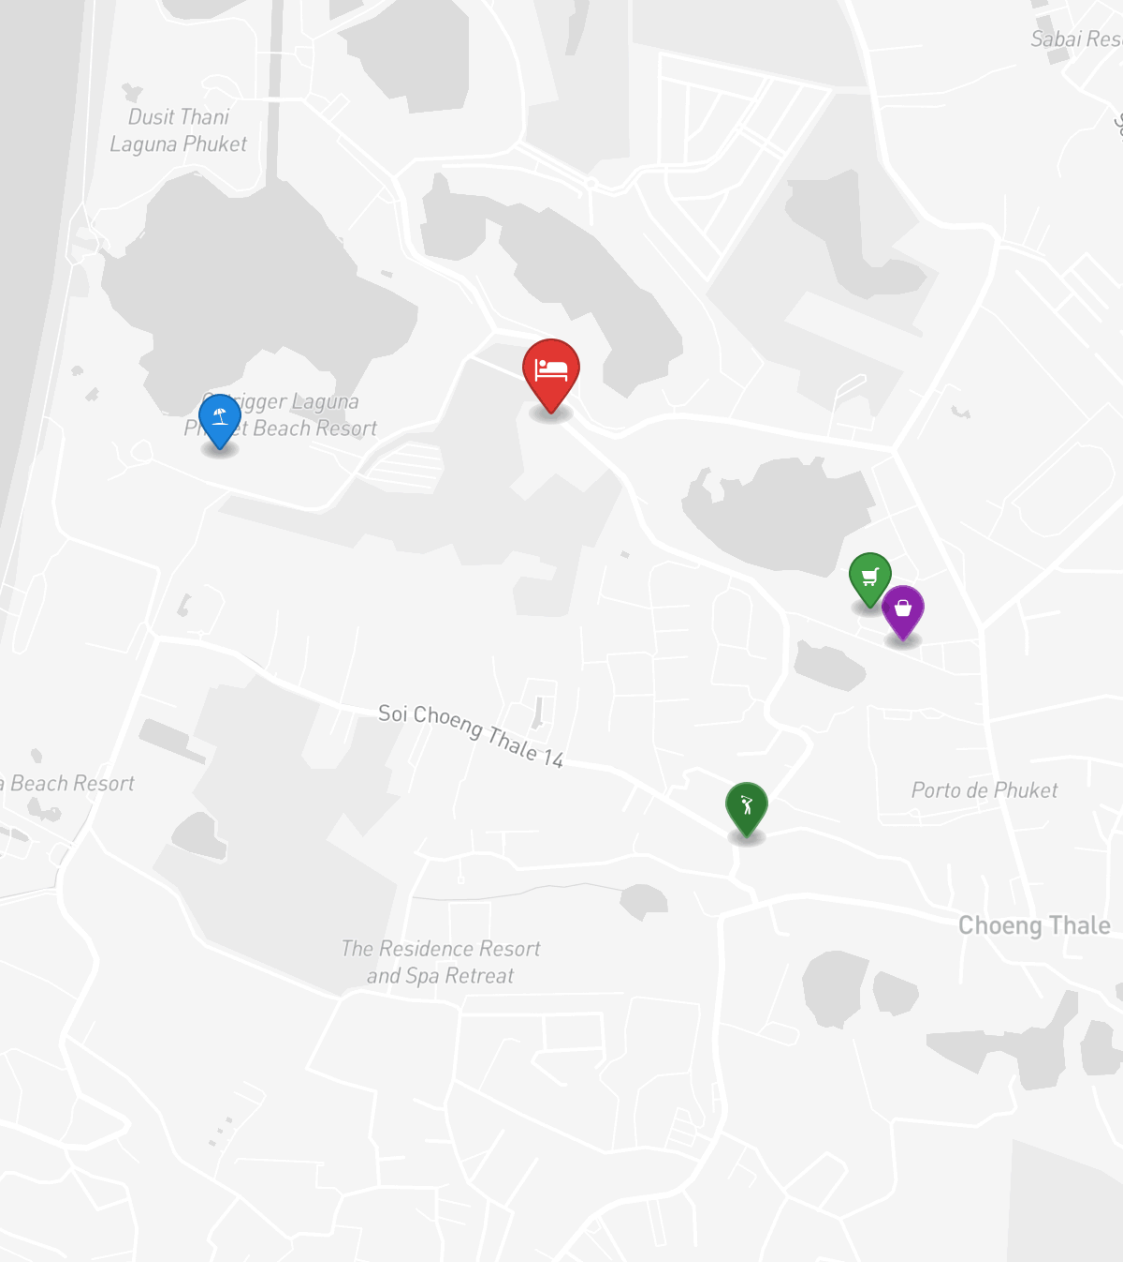 Sabai Res
Dusit Thani
Laguna Phuket
Laguna
Beach Resort
Soi Choeng Thale 14
a Beach Resort
Porto de Phuket
Choeng Thale
The Residence Resort
and Spa Retreat